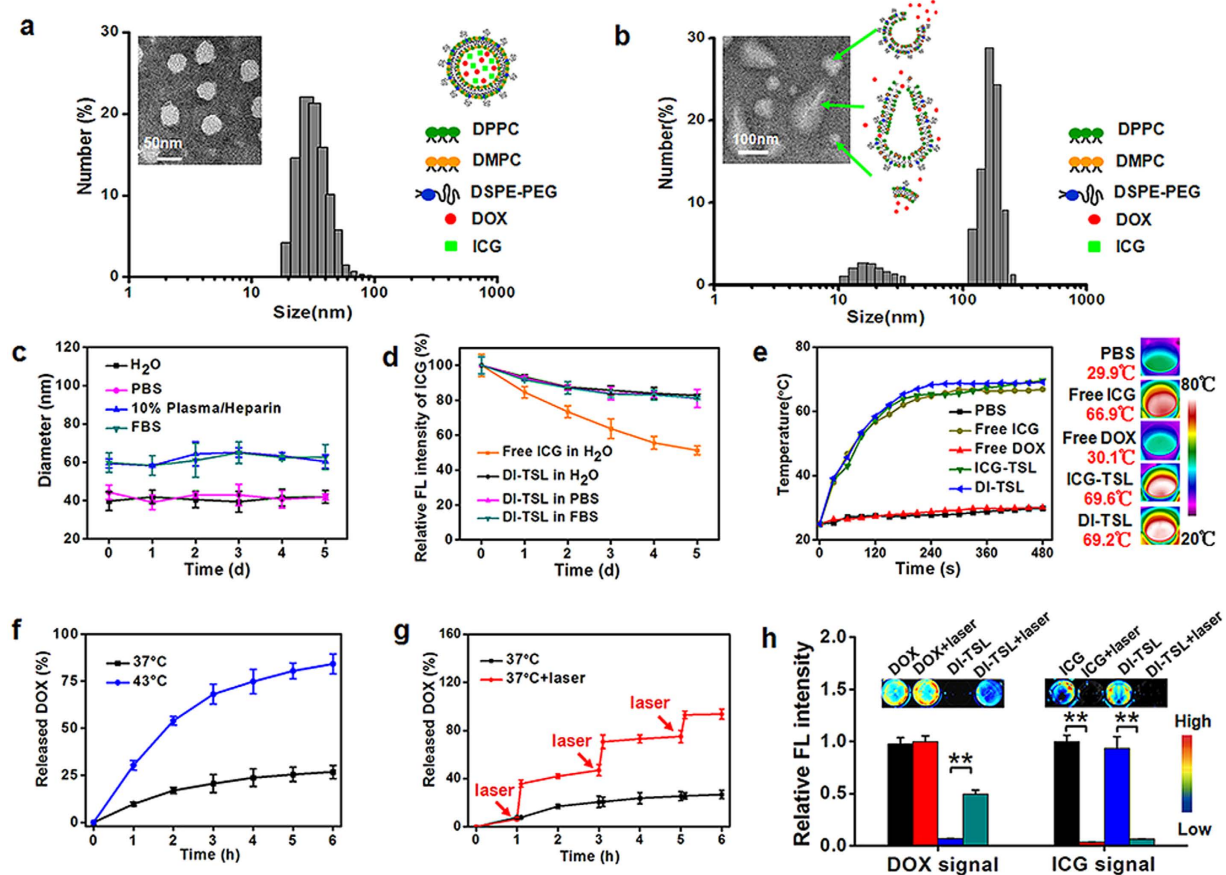 a
30
20
10
0
Number (%)
50nm
1
10
100
1000
Size(nm)
DPPC
DMPC
DSPE-PEG
DOX
ICG
b
30
20
10
0
Number(%)
100nm
1
10
100
1000
Size(nm)
DPPC
DMPC
DSPE-PEG
DOX
ICG
c
120
100
80
60
40
20
Diameter (nm)
H2O
PBS
10% Plasma/Heparin
FBS
0 1 2 3 4 5
Time (d)
d
100
80
60
40
20
0
Relative FL intensity of ICG (%)
Free ICG in H2O
DI-TSL in H2O
DI-TSL in PBS
DI-TSL in FBS
0 1 2 3 4 5
Time (d)
e
80
60
40
20
Temperature(°C)
PBS
Free ICG
Free DOX
ICG-TSL
DI-TSL
0 120 240 360 480
Time (s)
PBS
29.9℃
Free ICG
66.9℃
Free DOX
30.1℃
ICG-TSL
69.6℃
DI-TSL
69.2℃
80℃
20℃
f
100
75
50
25
0
Released DOX (%)
37°C
43°C
0 1 2 3 4 5 6
Time (h)
g
160
120
80
40
0
Released DOX (%)
37°C
37°C+laser
laser
laser
laser
0 1 2 3 4 5 6
Time (h)
h
2.0
1.5
1.0
0.5
0.0
Relative FL intensity
DOX
DOX+laser
DI-TSL
DI-TSL+laser
ICG
ICG+laser
DI-TSL
DI-TSL+laser
**
**
**
High
Low
DOX signal
ICG signal